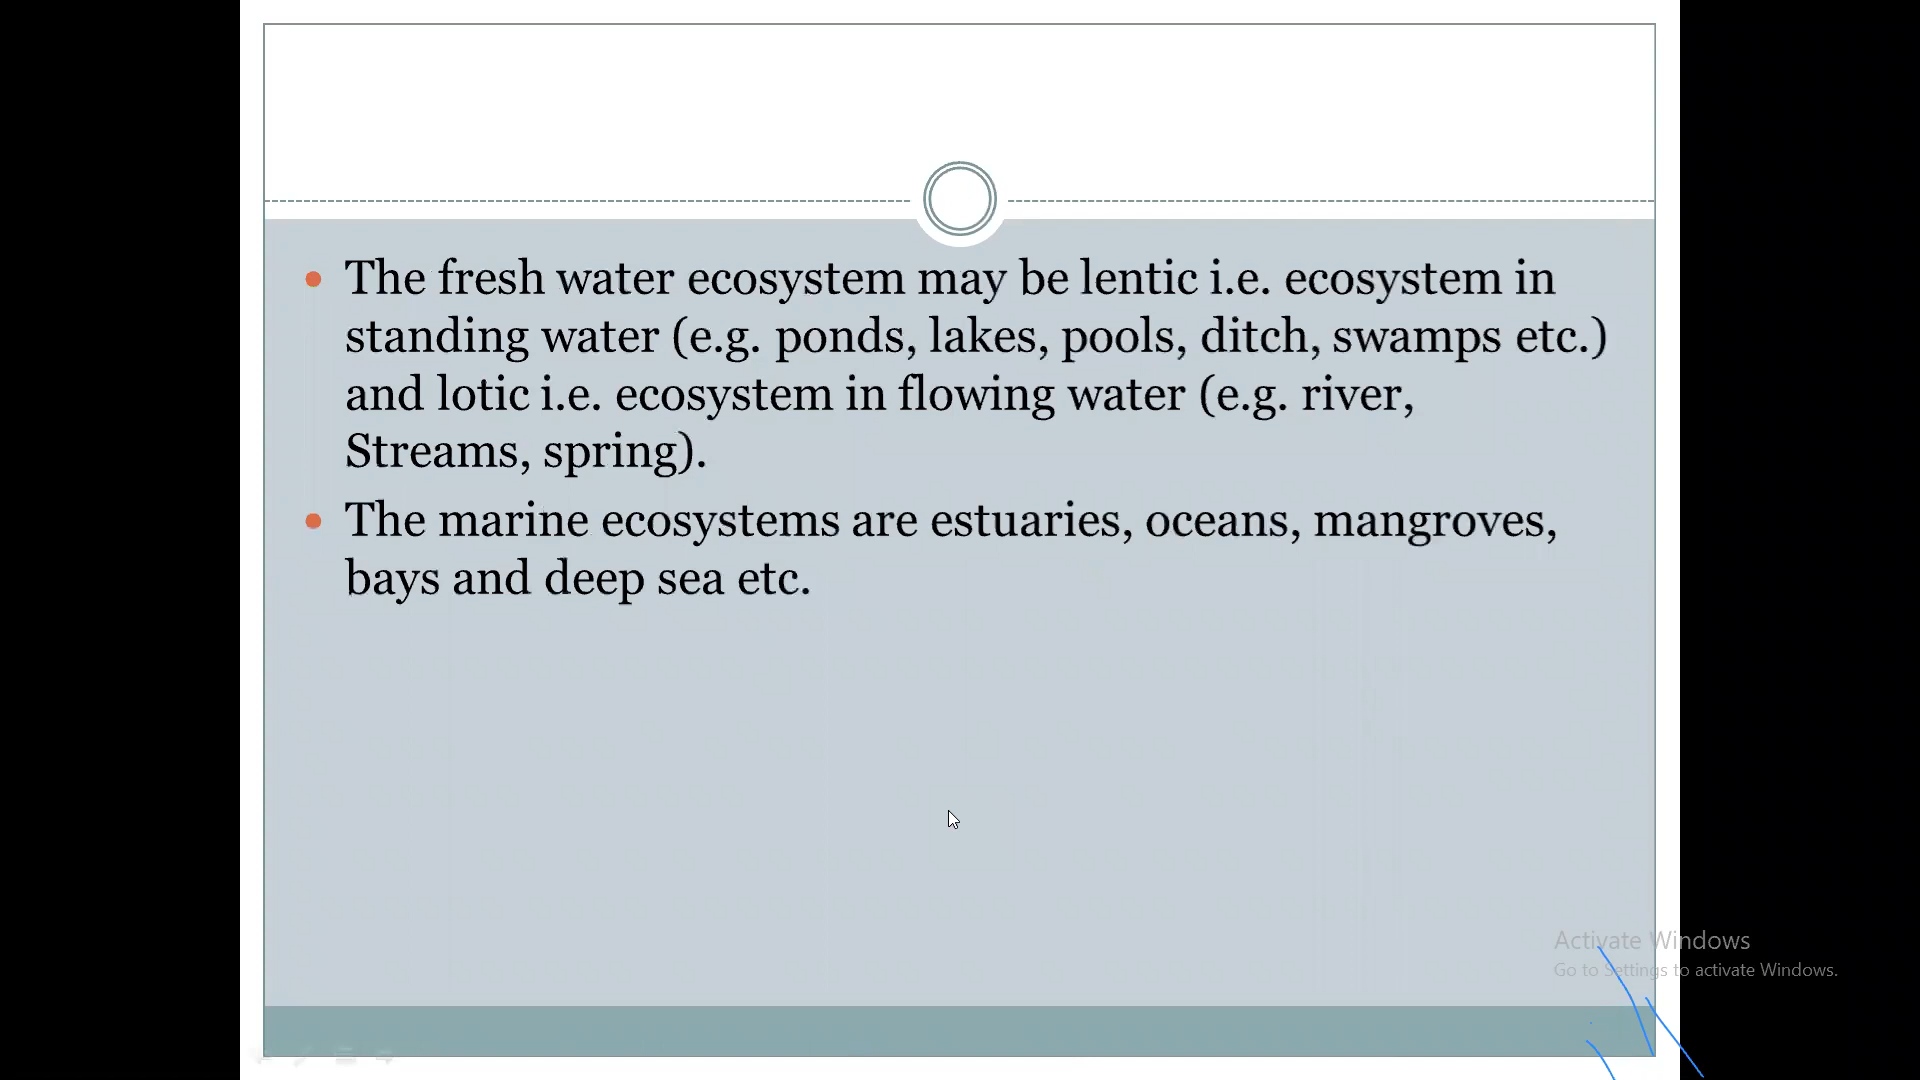 The fresh water ecosystem may be lentic i.e. ecosystem in
standing water (e.g. ponds, lakes, pools, ditch, swamps etc.)
and lotic i.e. ecosystem in flowing water (e.g. river,
Streams, spring).
The marine ecosystems are estuaries, oceans, mangroves,
bays and deep sea etc.
Activate Windows
Go to Settings to activate Windows.